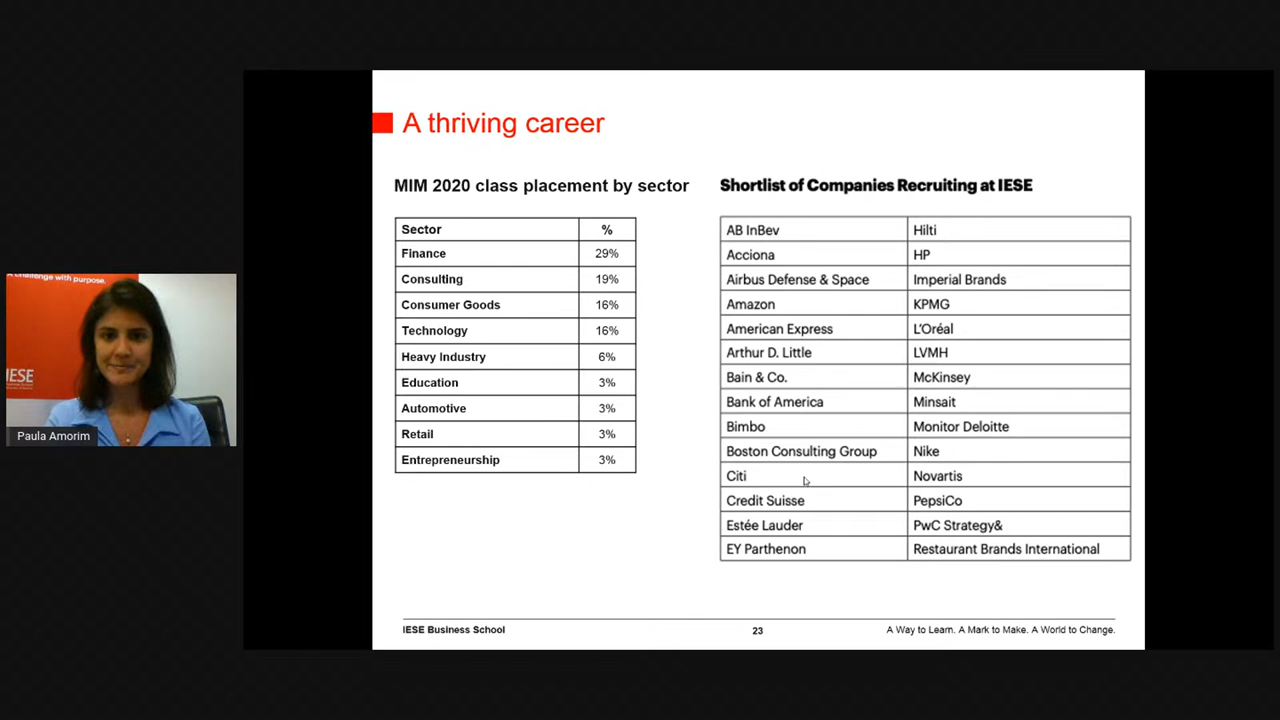 A thriving career
MIM 2020 class placement by sector
Sector %
Finance 29%
Consulting 19%
Consumer Goods 16%
Technology 16%
Heavy Industry 6%
Education 3%
Automotive 3%
Retail 3%
Entrepreneurship 3%
Shortlist of Companies Recruiting at IESE
AB InBev Hilti
Acciona HP
Airbus Defense & Space Imperial Brands
Amazon KPMG
American Express L'Oréal
Arthur D. Little LVMH
Bain & Co. McKinsey
Bank of America Minsait
Bimbo Monitor Deloitte
Boston Consulting Group Nike
Citi Novartis
Credit Suisse PepsiCo
Estée Lauder PwC Strategy&
EY Parthenon Restaurant Brands International
IESE Business School 23 A Way to Learn. A Mark to Make. A World to Change.
challenge with purpose.
IESE
Paula Amorim